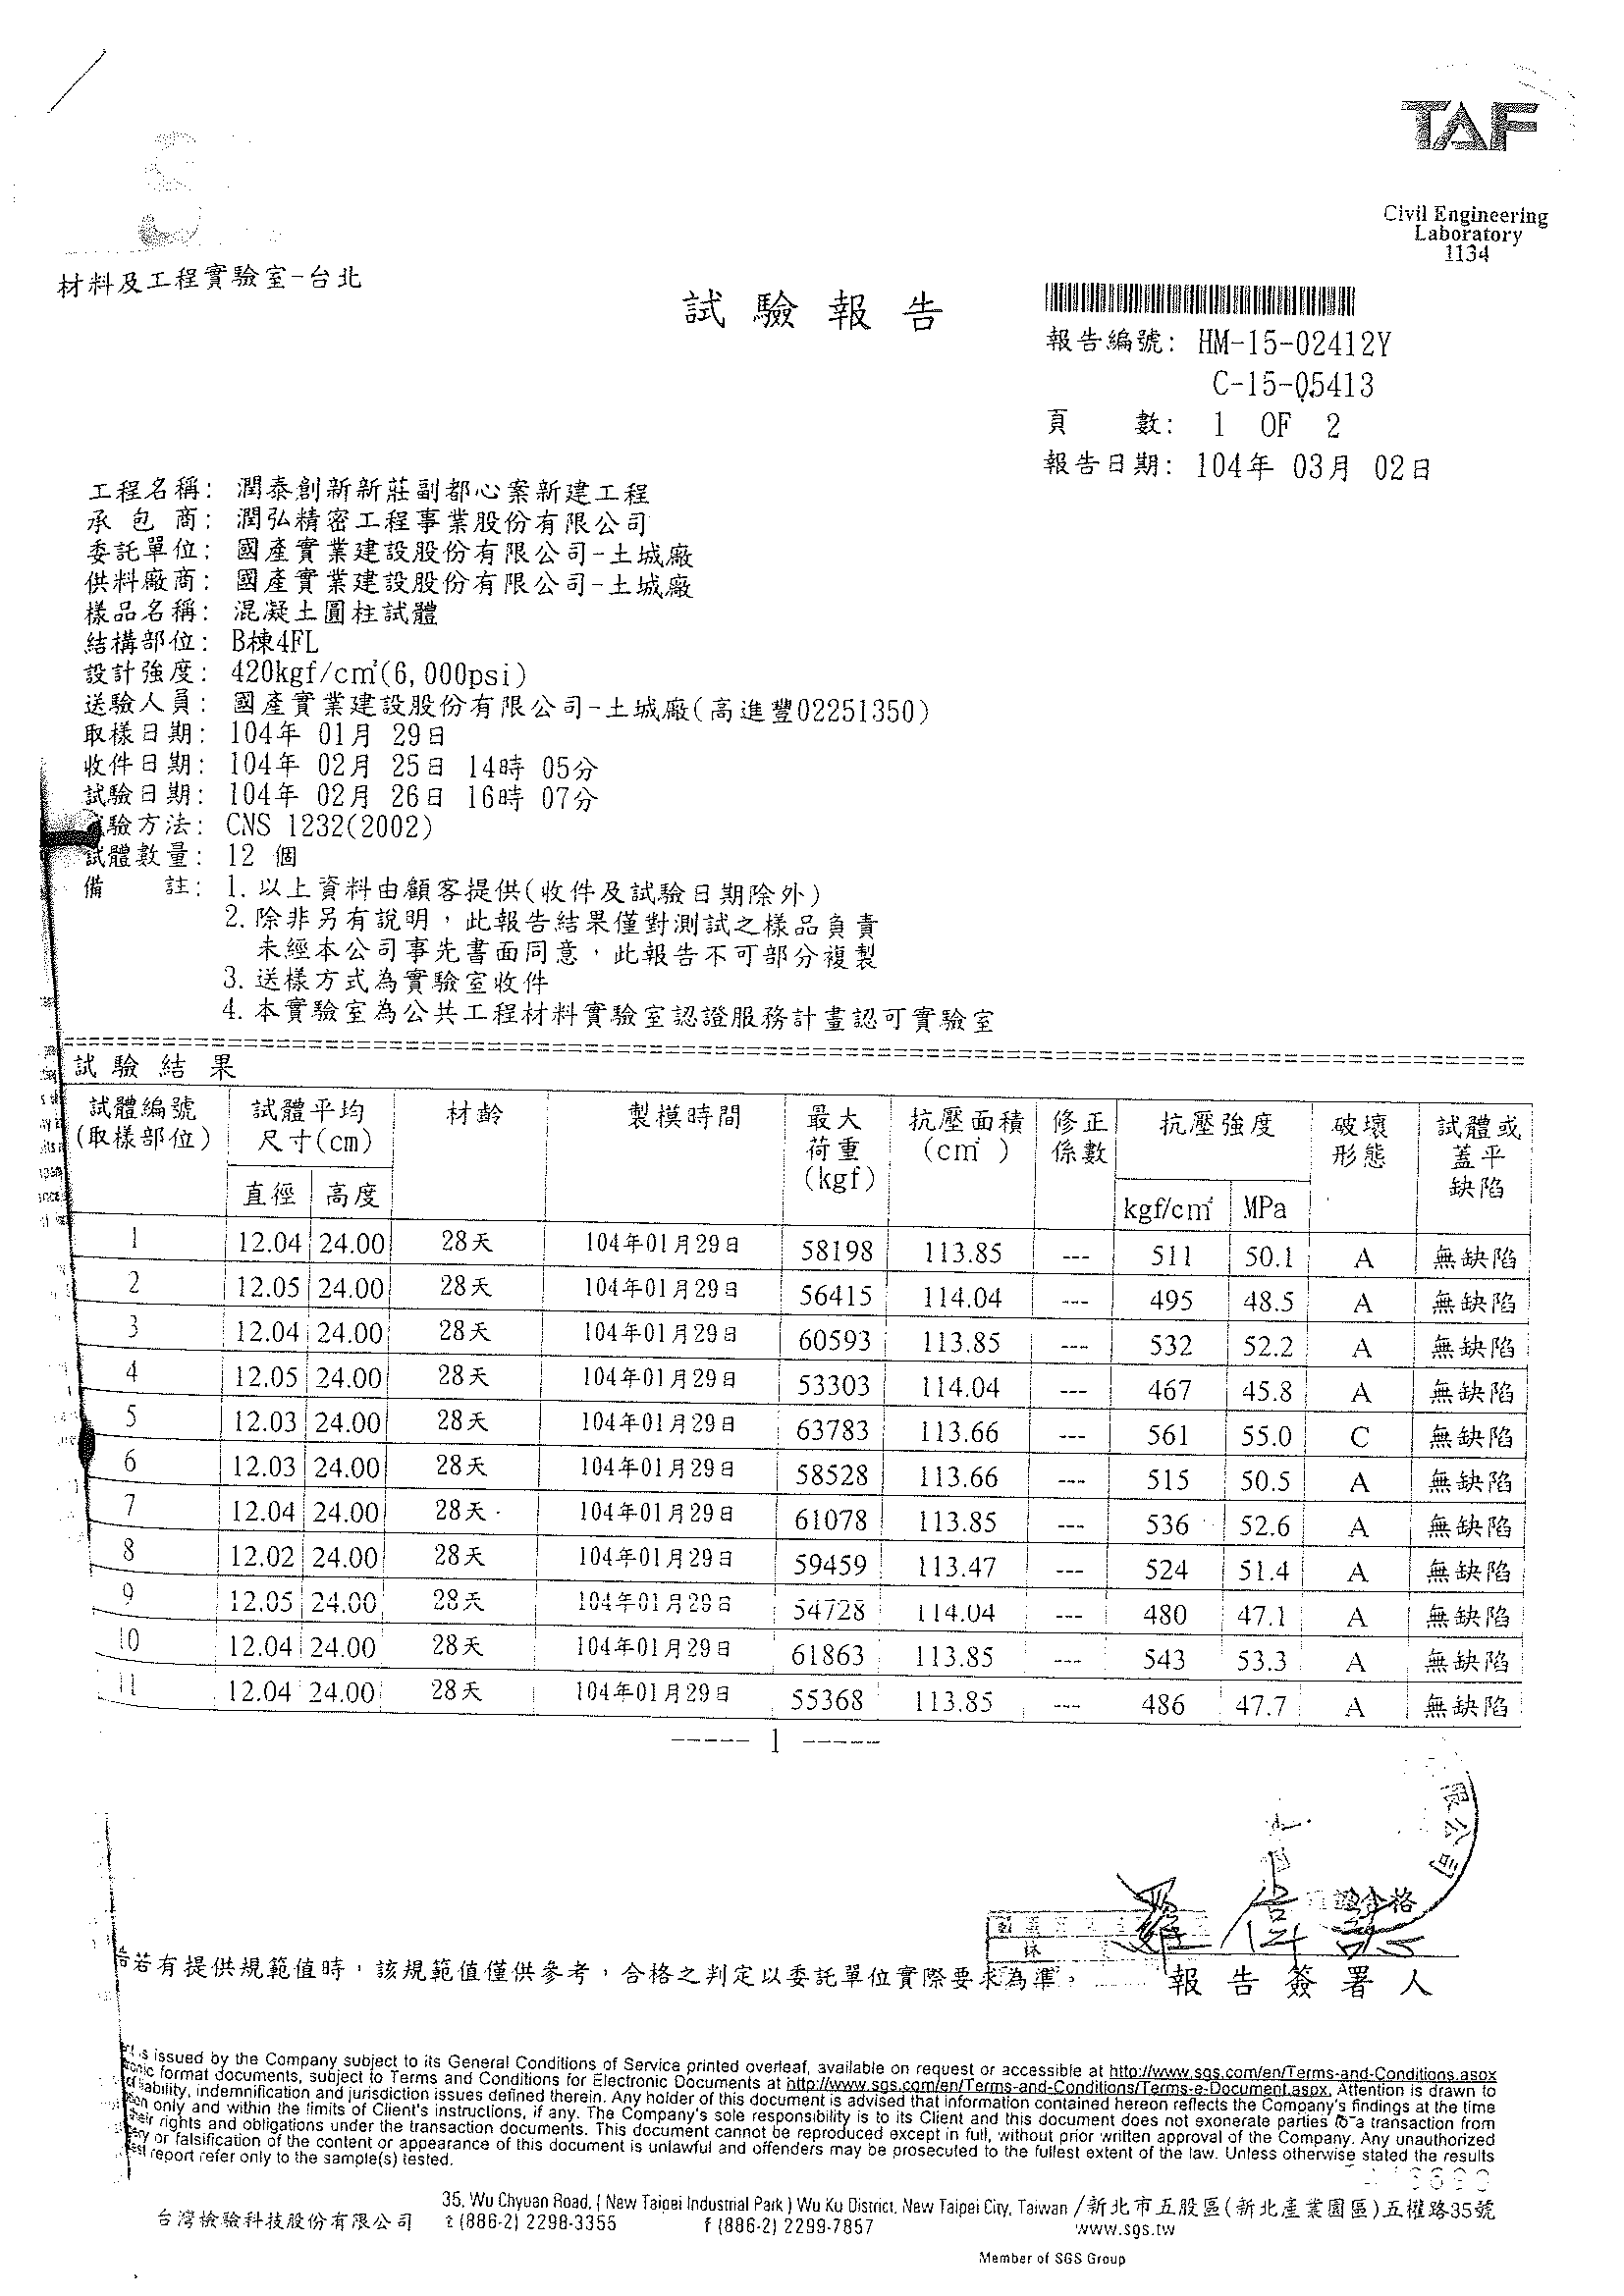 TAF
Civil Engineering
Laboratory
1134
材料及工程實驗室-台北
試驗報告
報告編號: HM-15-02412Y
C-15-05413
頁 數: 1 OF 2
報告日期: 104年 03月 02日
工程名稱: 潤泰創新新莊副都心案新建工程
承包商: 潤弘精密工程事業股份有限公司
委託單位: 國產實業建設股份有限公司-土城廠
供料廠商: 國產實業建設股份有限公司-土城廠
樣品名稱: 混凝土圓柱試體
結構部位: B棟4FL
設計強度: 420kgf/cm²(6,000psi)
送驗人員: 國產實業建設股份有限公司-土城廠(高進豐02251350)
取樣日期: 104年 01月 29日
收件日期: 104年 02月 25日 14時 05分
試驗日期: 104年 02月 26日 16時 07分
驗方法: CNS 1232(2002)
試體數量: 12 個
備 註: 1. 以上資料由顧客提供(收件及試驗日期除外)
2. 除非另有說明，此報告結果僅對測試之樣品負責
未經本公司事先書面同意，此報告不可部分複製
3. 送樣方式為實驗室收件
4. 本實驗室為公共工程材料實驗室認證服務計畫認可實驗室
試驗結果
試體編號 (取樣部位) 試體平均尺寸(cm) 材齡 製模時間 最大荷重(kgf) 抗壓面積(cm²) 修正係數 抗壓強度 破壞形態 試體或蓋平缺陷
直徑 高度 kgf/cm² MPa
1 12.04 24.00 28天 104年01月29日 58198 113.85 --- 511 50.1 A 無缺陷
2 12.05 24.00 28天 104年01月29日 56415 114.04 --- 495 48.5 A 無缺陷
3 12.04 24.00 28天 104年01月29日 60593 113.85 --- 532 52.2 A 無缺陷
4 12.05 24.00 28天 104年01月29日 53303 114.04 --- 467 45.8 A 無缺陷
5 12.03 24.00 28天 104年01月29日 63783 113.66 --- 561 55.0 C 無缺陷
6 12.03 24.00 28天 104年01月29日 58528 113.66 --- 515 50.5 A 無缺陷
7 12.04 24.00 28天 104年01月29日 61078 113.85 --- 536 52.6 A 無缺陷
8 12.02 24.00 28天 104年01月29日 59459 113.47 --- 524 51.4 A 無缺陷
9 12.05 24.00 28天 104年01月29日 54728 114.04 --- 480 47.1 A 無缺陷
10 12.04 24.00 28天 104年01月29日 61863 113.85 --- 543 53.3 A 無缺陷
11 12.04 24.00 28天 104年01月29日 55368 113.85 --- 486 47.7 A 無缺陷
----- 1 -----
限公司
合格
若有提供規範值時，該規範值僅供參考，合格之判定以委託單位實際要求為準。
報告簽署人
is issued by the Company subject to its General Conditions of Service printed overleaf, available on request or accessible at http://www.sgs.com/en/Terms-and-Conditions.aspx
format documents, subject to Terms and Conditions for Electronic Documents at http://www.sgs.com/en/Terms-and-Conditions/Terms-e-Document.aspx. Attention is drawn to
liability, indemnification and jurisdiction issues defined therein. Any holder of this document is advised that information contained hereon reflects the Company's findings at the time
only and within the limits of Client's instructions, if any. The Company's sole responsibility is to its Client and this document does not exonerate parties to a transaction from
rights and obligations under the transaction documents. This document cannot be reproduced except in full, without prior written approval of the Company. Any unauthorized
or falsification of the content or appearance of this document is unlawful and offenders may be prosecuted to the fullest extent of the law. Unless otherwise stated the results
report refer only to the sample(s) tested.
台灣檢驗科技股份有限公司
35, Wu Chyuan Road, (New Taipei Industrial Park) Wu Ku District, New Taipei City, Taiwan /新北市五股區(新北產業園區)五權路35號
t (886-2) 2298-3355 f (886-2) 2299-7857 www.sgs.tw
Member of SGS Group